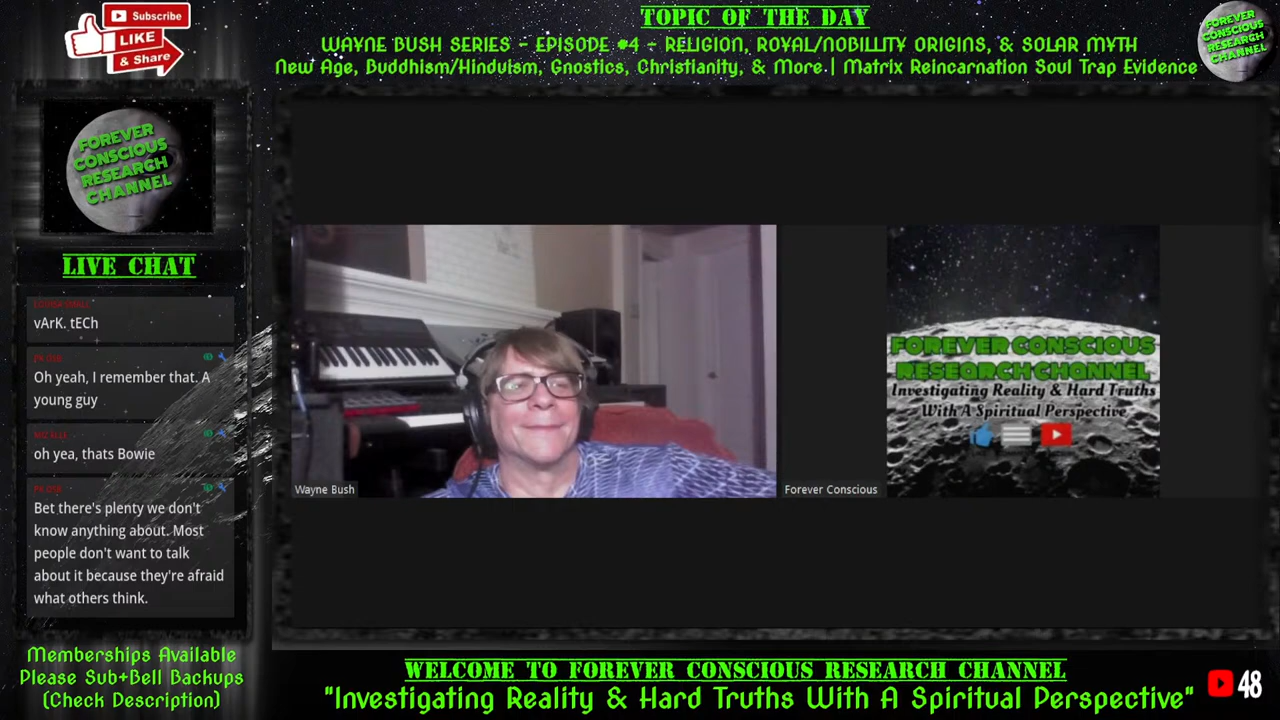 Subscribe
LIKE
& Share
TOPIC OF THE DAY
WAYNE BUSH SERIES - EPISODE #4 - RELIGION, ROYAL/NOBILLITY ORIGINS, & SOLAR MYTH
New Age, Buddhism/Hinduism, Gnostics, Christianity, & More | Matrix Reincarnation Soul Trap Evidence
FOREVER
CONSCIOUS
RESEARCH
CHANNEL
FOREVER
CONSCIOUS
RESEARCH
CHANNEL
LIVE CHAT
vArK. tECh
Oh yeah, I remember that. A
young guy
oh yea, thats Bowie
Bet there's plenty we don't
know anything about. Most
people don't want to talk
about it because they're afraid
what others think.
Memberships Available
Please Sub+Bell Backups
(Check Description)
Wayne Bush
FOREVER CONSCIOUS
RESEARCH CHANNEL
Investigating Reality & Hard Truths
With A Spiritual Perspective
Forever Conscious
WELCOME TO FOREVER CONSCIOUS RESEARCH CHANNEL
"Investigating Reality & Hard Truths With A Spiritual Perspective"
48